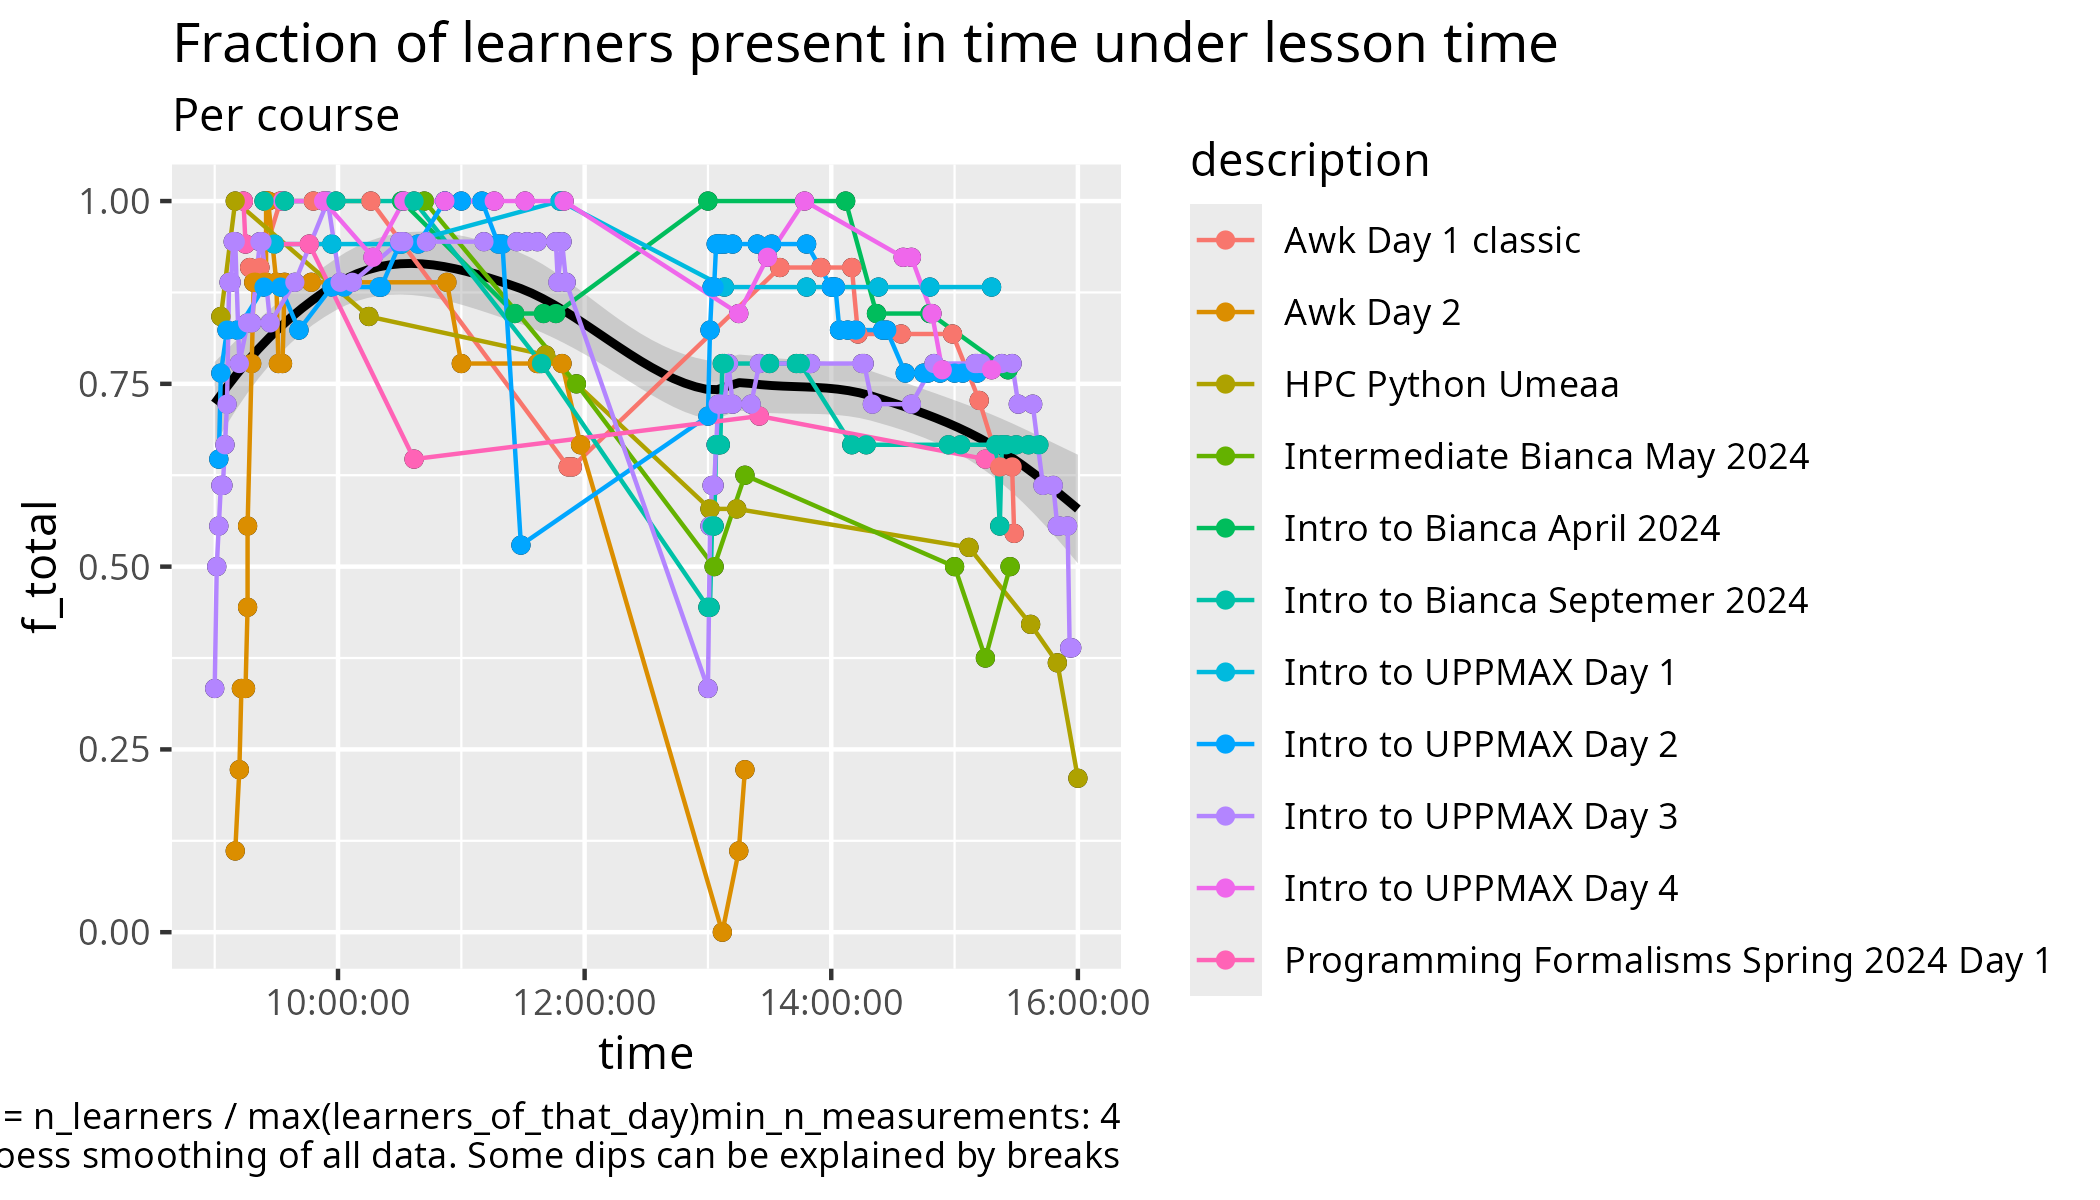 Fraction of learners present in time under lesson time
Per course
description
1.00
0.75
0.50
0.25
0.00
f_total
10:00:00 12:00:00 14:00:00 16:00:00
time
Awk Day 1 classic
Awk Day 2
HPC Python Umeaa
Intermediate Bianca May 2024
Intro to Bianca April 2024
Intro to Bianca Septemer 2024
Intro to UPPMAX Day 1
Intro to UPPMAX Day 2
Intro to UPPMAX Day 3
Intro to UPPMAX Day 4
Programming Formalisms Spring 2024 Day 1
= n_learners / max(learners_of_that_day)min_n_measurements: 4
smoothing of all data. Some dips can be explained by breaks